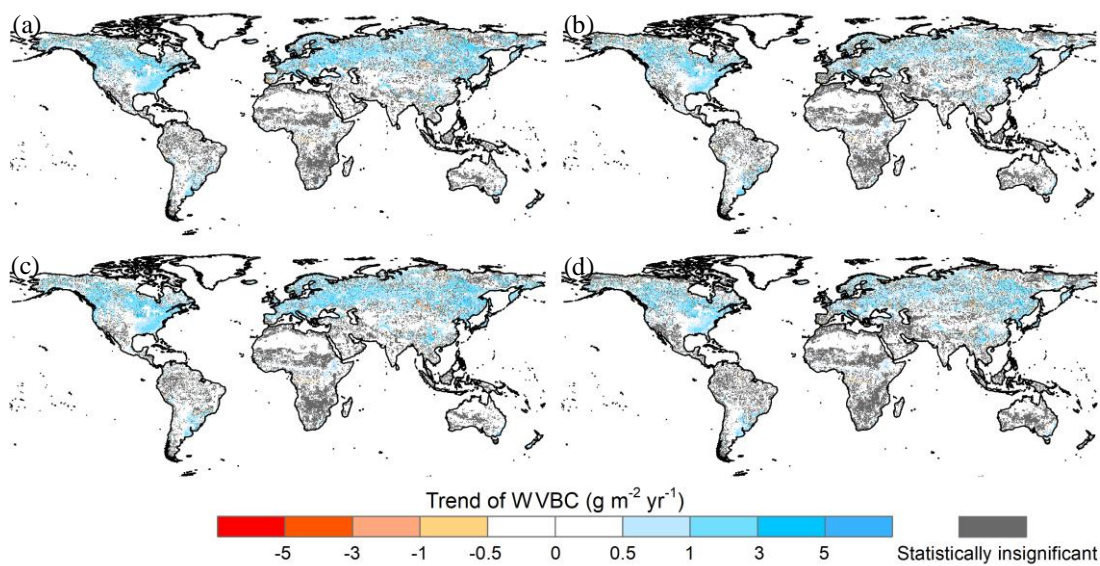 (a) (b)
(c) (d)
Trend of WVBC (g m⁻² yr⁻¹)
-5 -3 -1 -0.5 0 0.5 1 3 5 Statistically insignificant